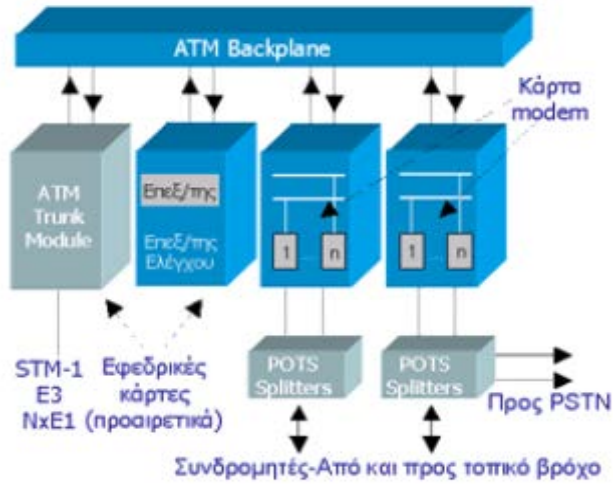 ATM Backplane
Κάρτα
modem
ATM
Trunk
Module
Επεξ/της
Επεξ/της
Ελέγχου
1 ... n
1 ... n
STM-1
E3
NxE1
Εφεδρικές
κάρτες
(προαιρετικά)
POTS
Splitters
POTS
Splitters
Προς PSTN
Συνδρομητές-Από και προς τοπικό βρόχο